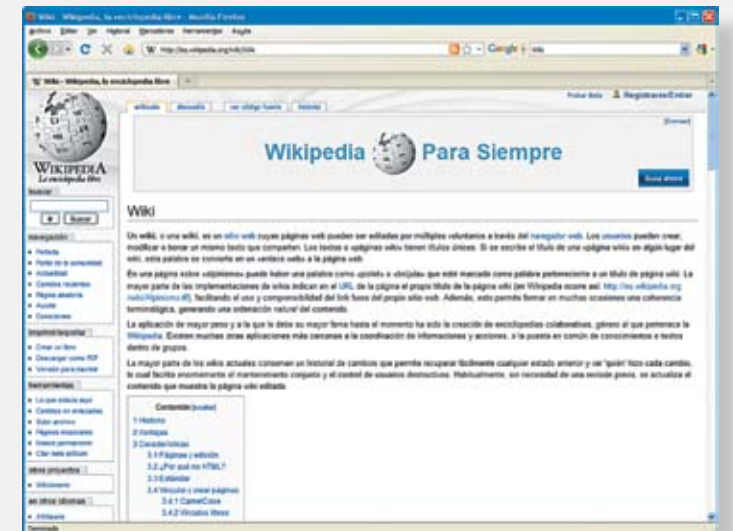 Wiki - Wikipedia, la enciclopedia libre - Mozilla Firefox
Archivo Editar Ver Historial Marcadores Herramientas Ayuda
http://es.wikipedia.org/wiki/Wiki
Google
wiki
Wiki - Wikipedia, la enciclopedia libre
Probar Beta Registrarse/Entrar
artículo discusión ver código fuente historial
Wikipedia Para Siempre
WIKIPEDIA
La enciclopedia libre
buscar
Ir Buscar
Wiki
Un wiki, o una wiki, es un sitio web cuyas páginas web pueden ser editadas por múltiples voluntarios a través del navegador web. Los usuarios pueden crear,
modificar o borrar un mismo texto que comparten. Los textos o «páginas wiki» tienen títulos únicos. Si se escribe el título de una «página wiki» en algún lugar del
wiki, esta palabra se convierte en un «enlace web» a la página web.
En una página sobre «alpinismo» puede haber una palabra como «piolet» o «brújula» que esté marcada como palabra perteneciente a un título de página wiki. La
mayor parte de las implementaciones de wikis indican en el URL de la página el propio título de la página wiki (en Wikipedia ocurre así:
facilitando el uso y comprensibilidad del link fuera del propio sitio web. Además, esto permite formar en muchas ocasiones una coherencia
terminológica, generando una ordenación natural del contenido.
La aplicación de mayor peso y a la que le debe su mayor fama hasta el momento ha sido la creación de enciclopedias colaborativas, género al que pertenece la
Wikipedia. Existen muchas otras aplicaciones más cercanas a la coordinación de informaciones y acciones, o la puesta en común de conocimientos o textos
dentro de grupos.
La mayor parte de los wikis actuales conservan un historial de cambios que permite recuperar fácilmente cualquier estado anterior y ver 'quién' hizo cada cambio,
lo cual facilita enormemente el mantenimiento conjunto y el control de usuarios destructivos. Habitualmente, sin necesidad de una revisión previa, se actualiza el
contenido que muestra la página wiki editada.
navegación
Portada
Portal de la comunidad
Actualidad
Cambios recientes
Página aleatoria
Ayuda
Donaciones
imprimir/exportar
Crear un libro
Descargar como PDF
Versión para imprimir
herramientas
Lo que enlaza aquí
Cambios en enlazadas
Subir archivo
Páginas especiales
Enlace permanente
Citar este artículo
otros proyectos
Wikcionario
en otros idiomas
Afrikaans
Contenido [ocultar]
1 Historia
2 Ventajas
3 Características
3.1 Páginas y edición
3.2 ¿Por qué no HTML?
3.3 Estándar
3.4 Vincular y crear páginas
3.4.1 CamelCase
3.4.2 Vínculos libres
Terminado